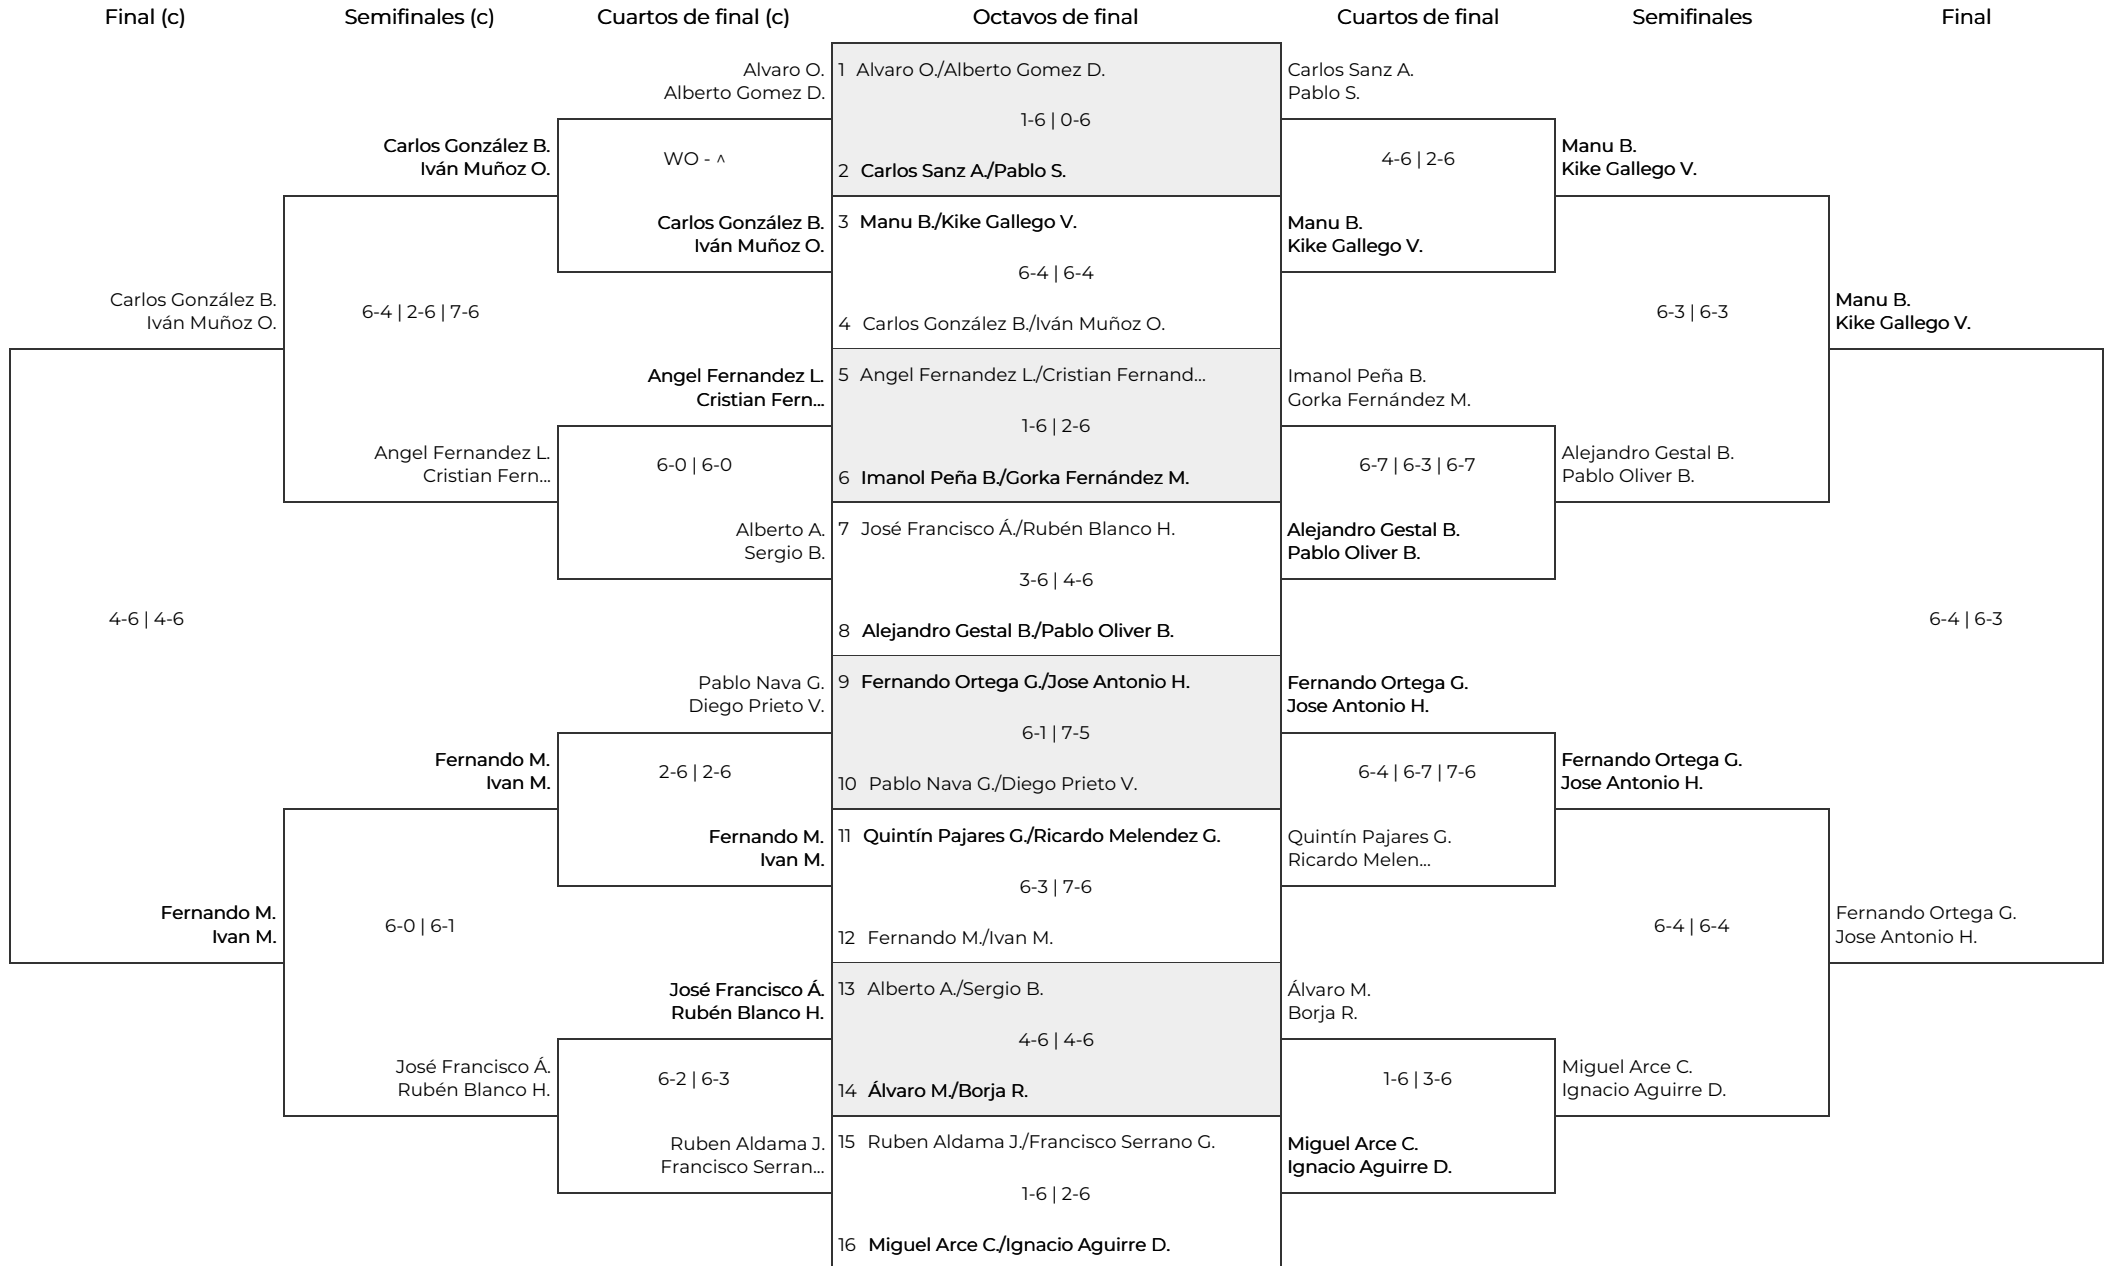 Final (c)
Semifinales (c)
Cuartos de final (c)
Octavos de final
Cuartos de final
Semifinales
Final
Carlos González B.
Iván Muñoz O.
4-6 | 4-6
Fernando M.
Ivan M.
Carlos González B.
Iván Muñoz O.
6-4 | 2-6 | 7-6
Angel Fernandez L.
Cristian Fern...
Fernando M.
Ivan M.
6-0 | 6-1
José Francisco Á.
Rubén Blanco H.
Alvaro O.
Alberto Gomez D.
WO - ^
Carlos González B.
Iván Muñoz O.
Angel Fernandez L.
Cristian Fern...
6-0 | 6-0
Alberto A.
Sergio B.
Pablo Nava G.
Diego Prieto V.
2-6 | 2-6
Fernando M.
Ivan M.
José Francisco Á.
Rubén Blanco H.
6-2 | 6-3
Ruben Aldama J.
Francisco Serran...
1 Alvaro O./Alberto Gomez D.
1-6 | 0-6
2 Carlos Sanz A./Pablo S.
3 Manu B./Kike Gallego V.
6-4 | 6-4
4 Carlos González B./Iván Muñoz O.
5 Angel Fernandez L./Cristian Fernand...
1-6 | 2-6
6 Imanol Peña B./Gorka Fernández M.
7 José Francisco Á./Rubén Blanco H.
3-6 | 4-6
8 Alejandro Gestal B./Pablo Oliver B.
9 Fernando Ortega G./Jose Antonio H.
6-1 | 7-5
10 Pablo Nava G./Diego Prieto V.
11 Quintín Pajares G./Ricardo Melendez G.
6-3 | 7-6
12 Fernando M./Ivan M.
13 Alberto A./Sergio B.
4-6 | 4-6
14 Álvaro M./Borja R.
15 Ruben Aldama J./Francisco Serrano G.
1-6 | 2-6
16 Miguel Arce C./Ignacio Aguirre D.
Carlos Sanz A.
Pablo S.
4-6 | 2-6
Manu B.
Kike Gallego V.
Imanol Peña B.
Gorka Fernández M.
6-7 | 6-3 | 6-7
Alejandro Gestal B.
Pablo Oliver B.
Fernando Ortega G.
Jose Antonio H.
6-4 | 6-7 | 7-6
Quintín Pajares G.
Ricardo Melen...
Álvaro M.
Borja R.
1-6 | 3-6
Miguel Arce C.
Ignacio Aguirre D.
Manu B.
Kike Gallego V.
6-3 | 6-3
Alejandro Gestal B.
Pablo Oliver B.
Fernando Ortega G.
Jose Antonio H.
6-4 | 6-4
Miguel Arce C.
Ignacio Aguirre D.
Manu B.
Kike Gallego V.
6-4 | 6-3
Fernando Ortega G.
Jose Antonio H.